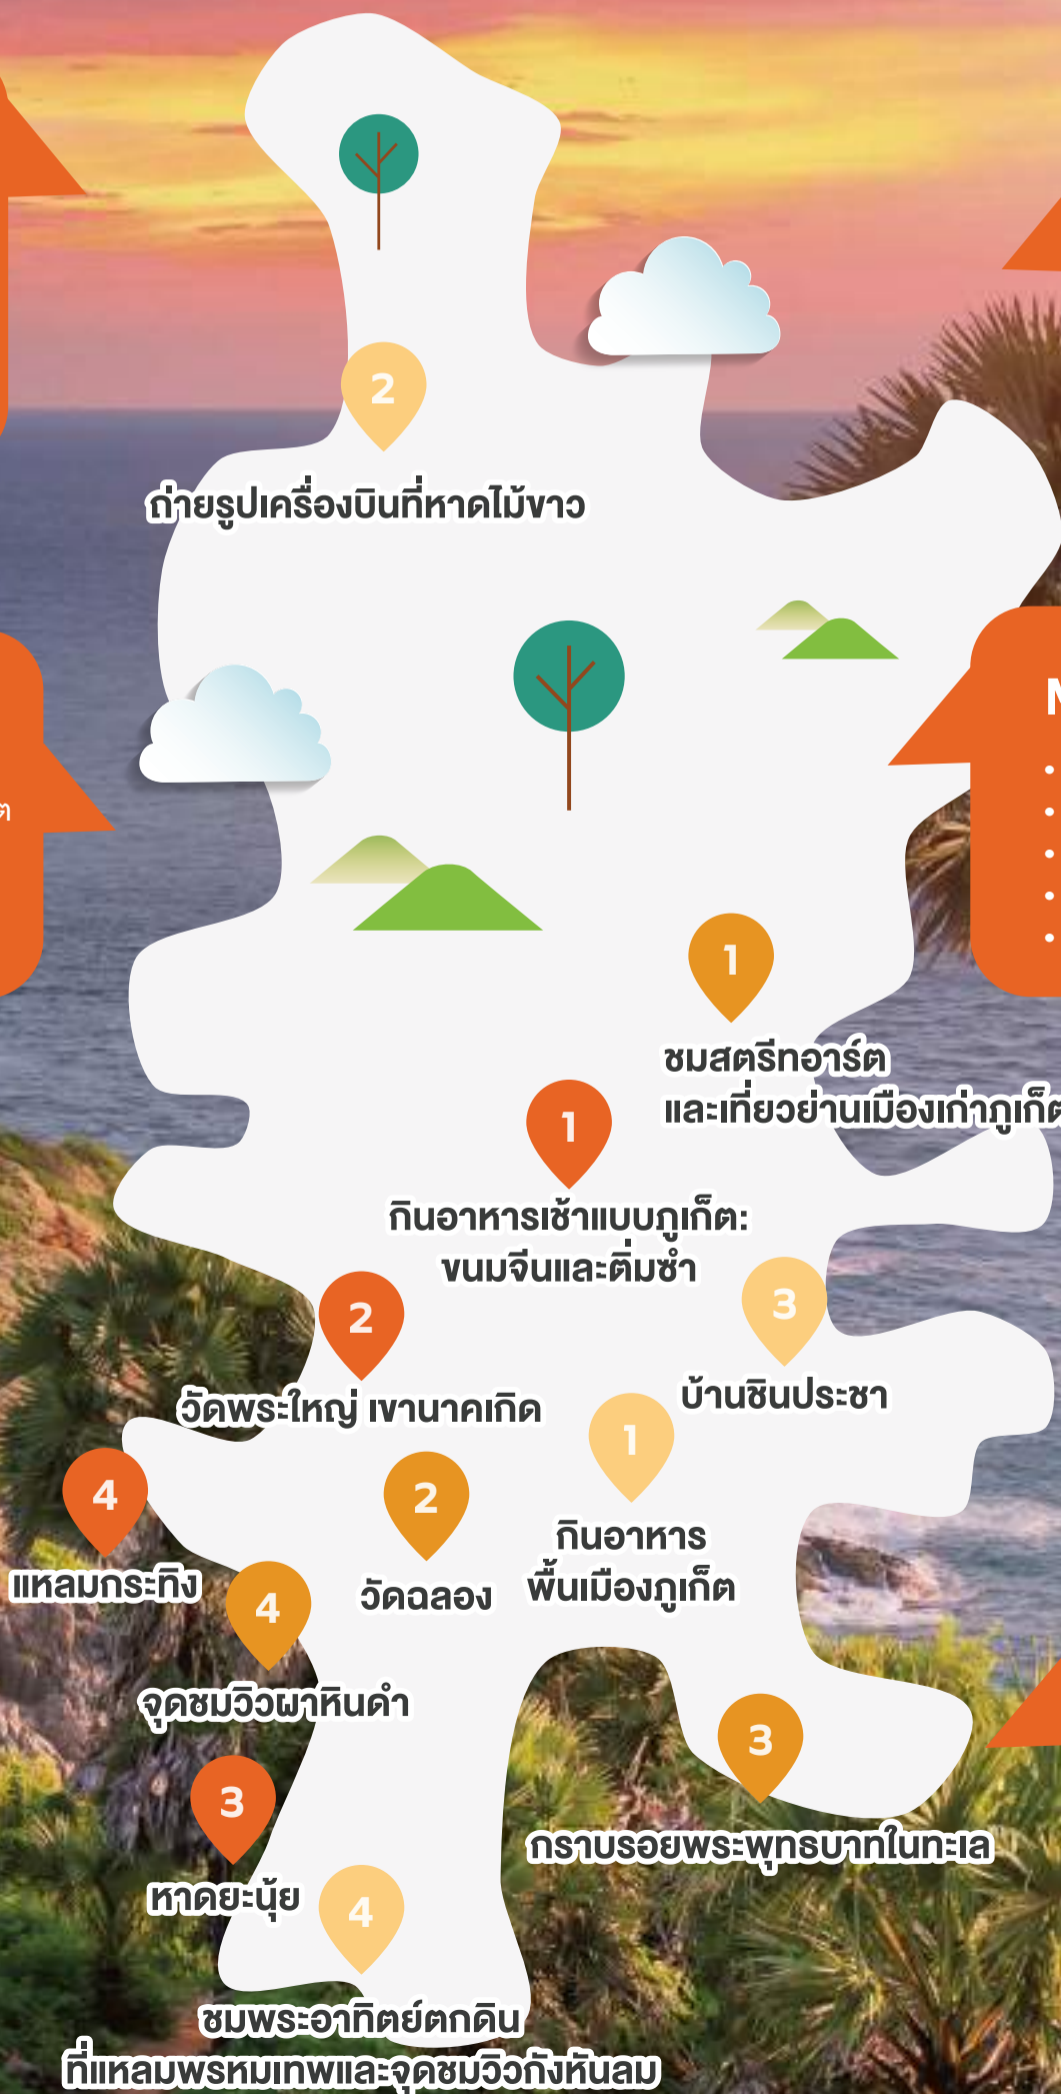 2
ถ่ายรูปเครื่องบินที่หาดไม้ขาว
ต
1
ชมสตรีทอาร์ต
และเที่ยวย่านเมืองเก่าภูเก็ต
1
กินอาหารเช้าแบบภูเก็ต:
ขนมจีนและติ่มซำ
2
วัดพระใหญ่ เขานาคเกิด
3
บ้านชินประชา
1
กินอาหาร
พื้นเมืองภูเก็ต
4
แหลมกระทิง
2
วัดฉลอง
4
จุดชมวิวผาหินดำ
3
กราบรอยพระพุทธบาทในทะเล
3
หาดยะนุ้ย
4
ชมพระอาทิตย์ตกดิน
ที่แหลมพรหมเทพและจุดชมวิวกังหันลม